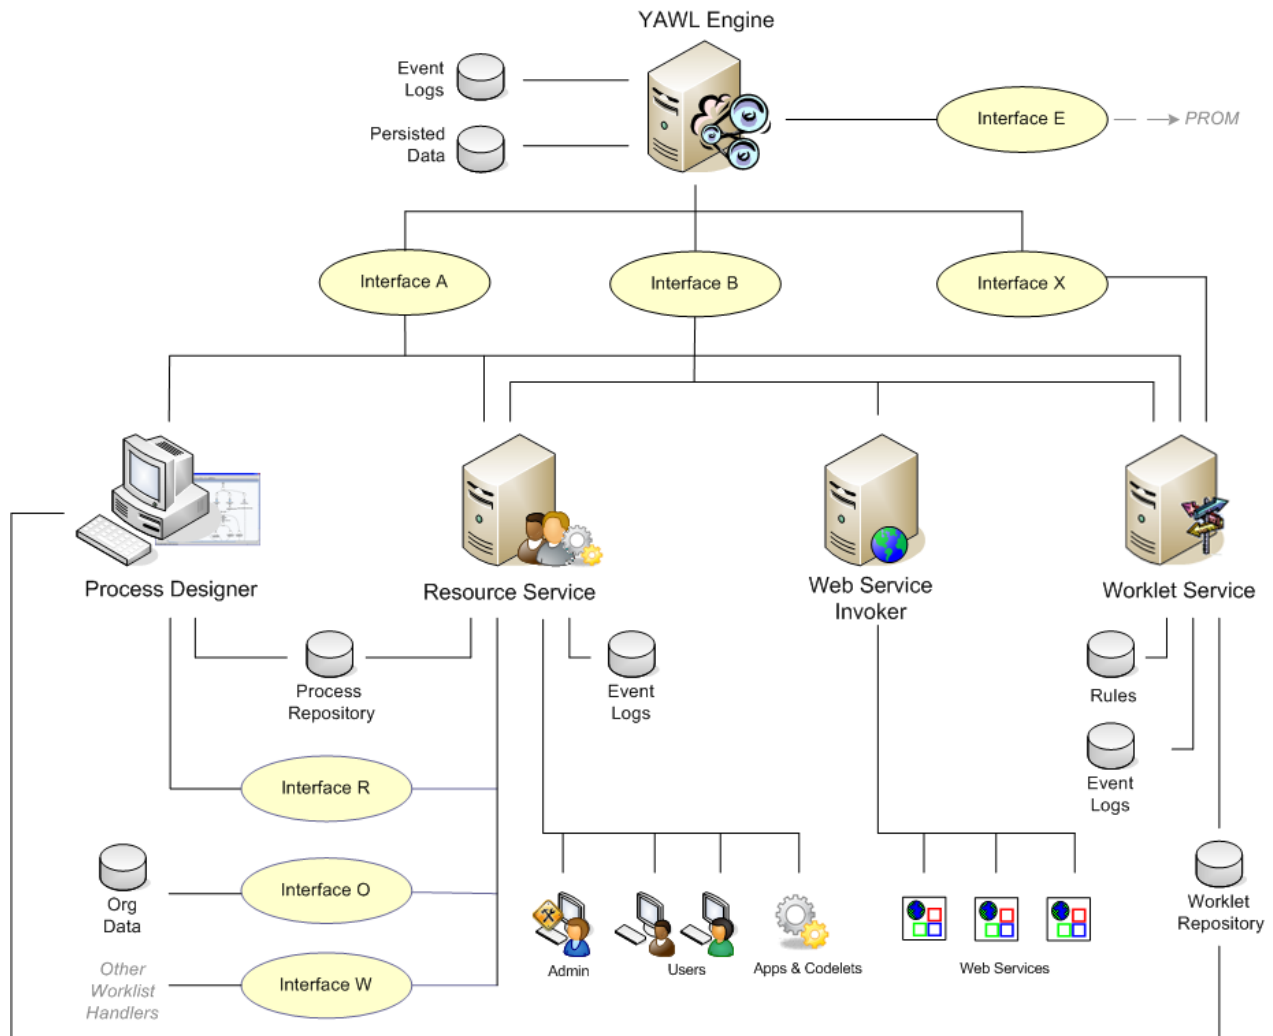 YAWL Engine
Event
Logs
Persisted
Data
Interface E
PROM
Interface A
Interface B
Interface X
Process Designer
Resource Service
Web Service
Invoker
Worklet Service
Process
Repository
Event
Logs
Rules
Event
Logs
Interface R
Org
Data
Interface O
Other
Worklist
Handlers
Interface W
Admin
Users
Apps & Codelets
Web Services
Worklet
Repository